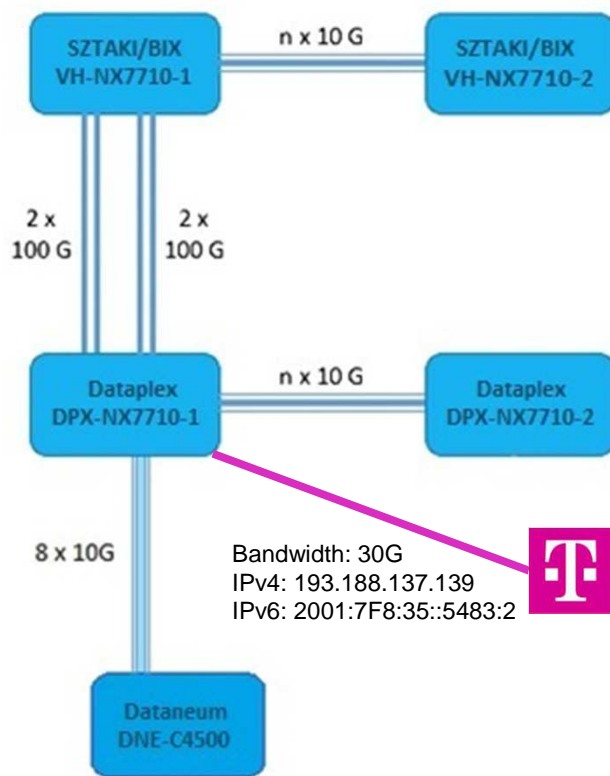 SZTAKI/BIX
VH-NX7710-1
n x 10 G
SZTAKI/BIX
VH-NX7710-2
2 x
100 G
2 x
100 G
Dataplex
DPX-NX7710-1
n x 10 G
Dataplex
DPX-NX7710-2
8 x 10G
Bandwidth: 30G
IPv4: 193.188.137.139
IPv6: 2001:7F8:35::5483:2
T
Dataneum
DNE-C4500